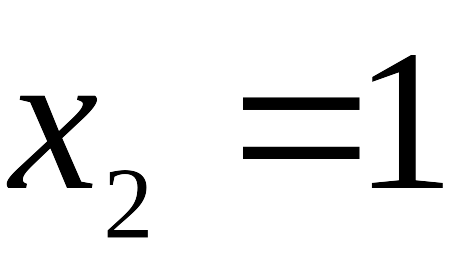 x₂ =1